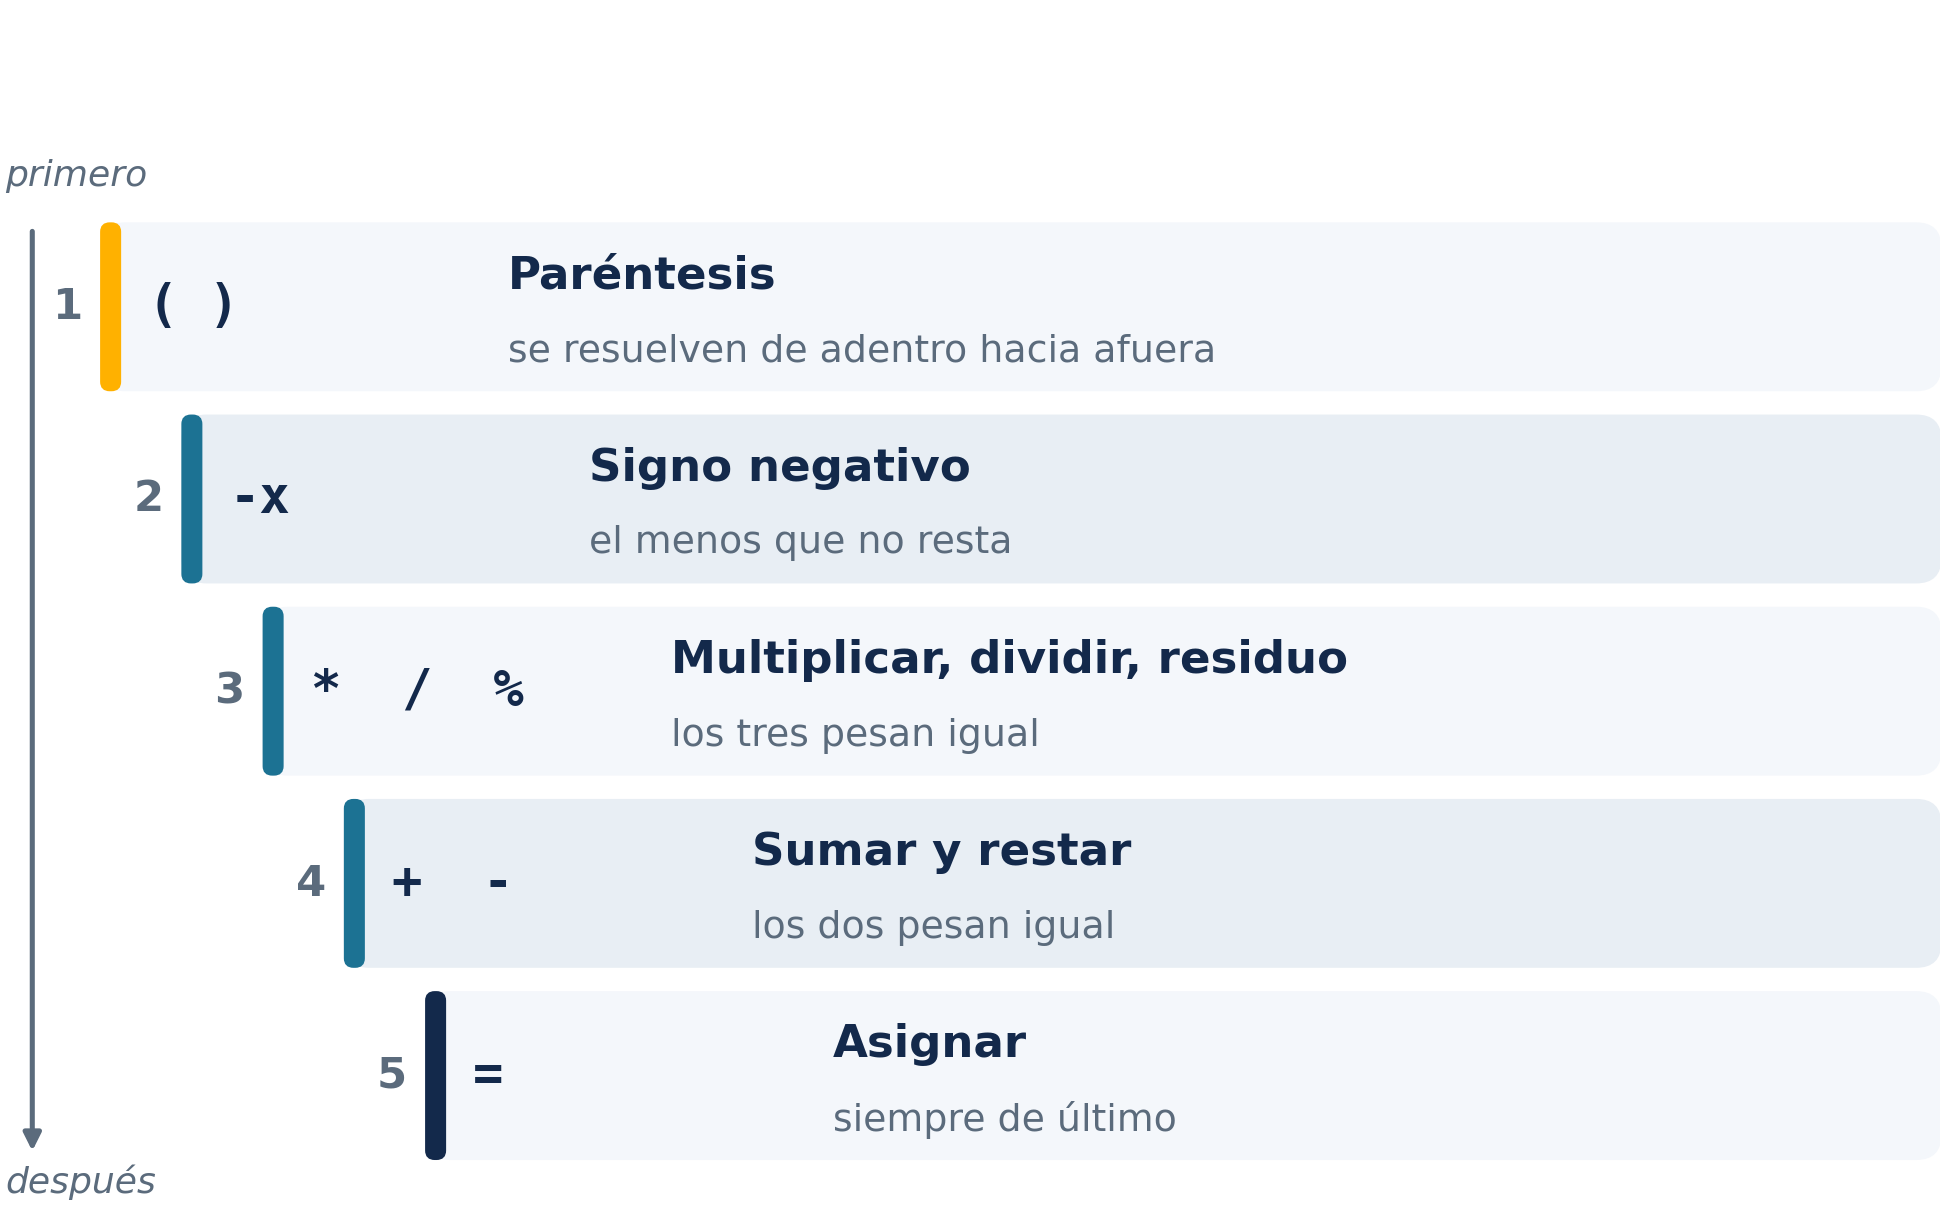 primero
1 ( ) Paréntesis
se resuelven de adentro hacia afuera
2 -x Signo negativo
el menos que no resta
3 * / % Multiplicar, dividir, residuo
los tres pesan igual
4 + - Sumar y restar
los dos pesan igual
5 = Asignar
siempre de último
después